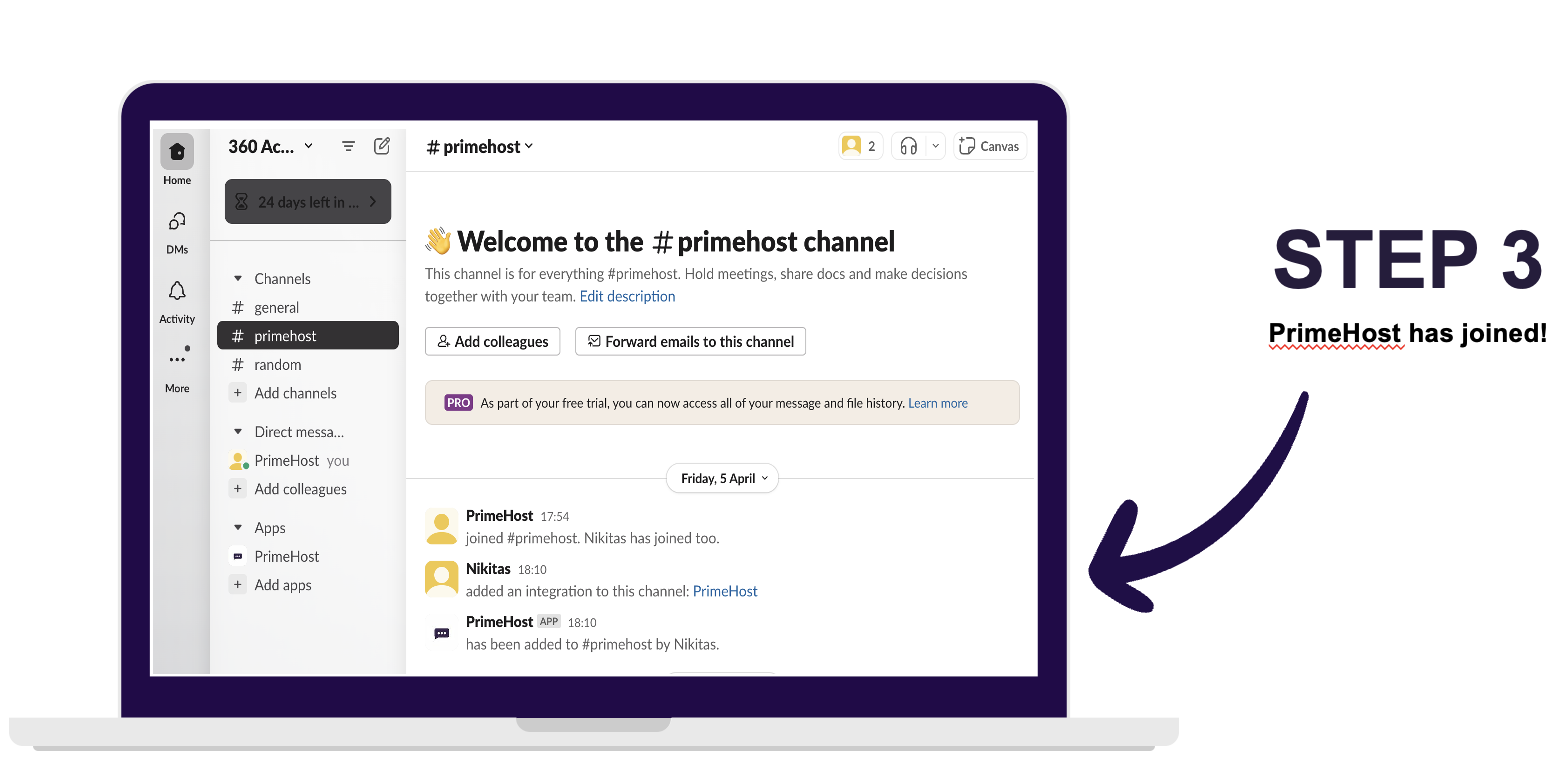 Home
DMs
Activity
More
360 Ac...
24 days left in ...
Channels
# general
# primehost
# random
+ Add channels
Direct messa...
PrimeHost you
+ Add colleagues
Apps
PrimeHost
+ Add apps
# primehost
2
Canvas
👋 Welcome to the # primehost channel
This channel is for everything #primehost. Hold meetings, share docs and make decisions
together with your team. Edit description
Add colleagues
Forward emails to this channel
PRO As part of your free trial, you can now access all of your message and file history. Learn more
Friday, 5 April
PrimeHost 17:54
joined #primehost. Nikitas has joined too.
Nikitas 18:10
added an integration to this channel: PrimeHost
PrimeHost APP 18:10
has been added to #primehost by Nikitas.
STEP 3
PrimeHost has joined!